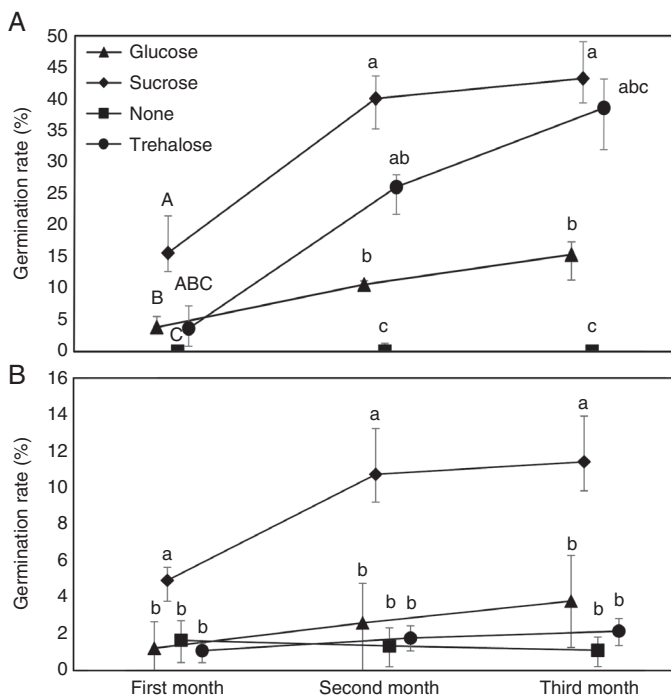 A
Germination rate (%)
50
45
40
35
30
25
20
15
10
5
0
Glucose
Sucrose
None
Trehalose
A
B
ABC
C
a
ab
b
c
a
abc
b
c
B
Germination rate (%)
16
14
12
10
8
6
4
2
0
a
b
b
b
a
b
b
b
a
b
b
b
First month
Second month
Third month